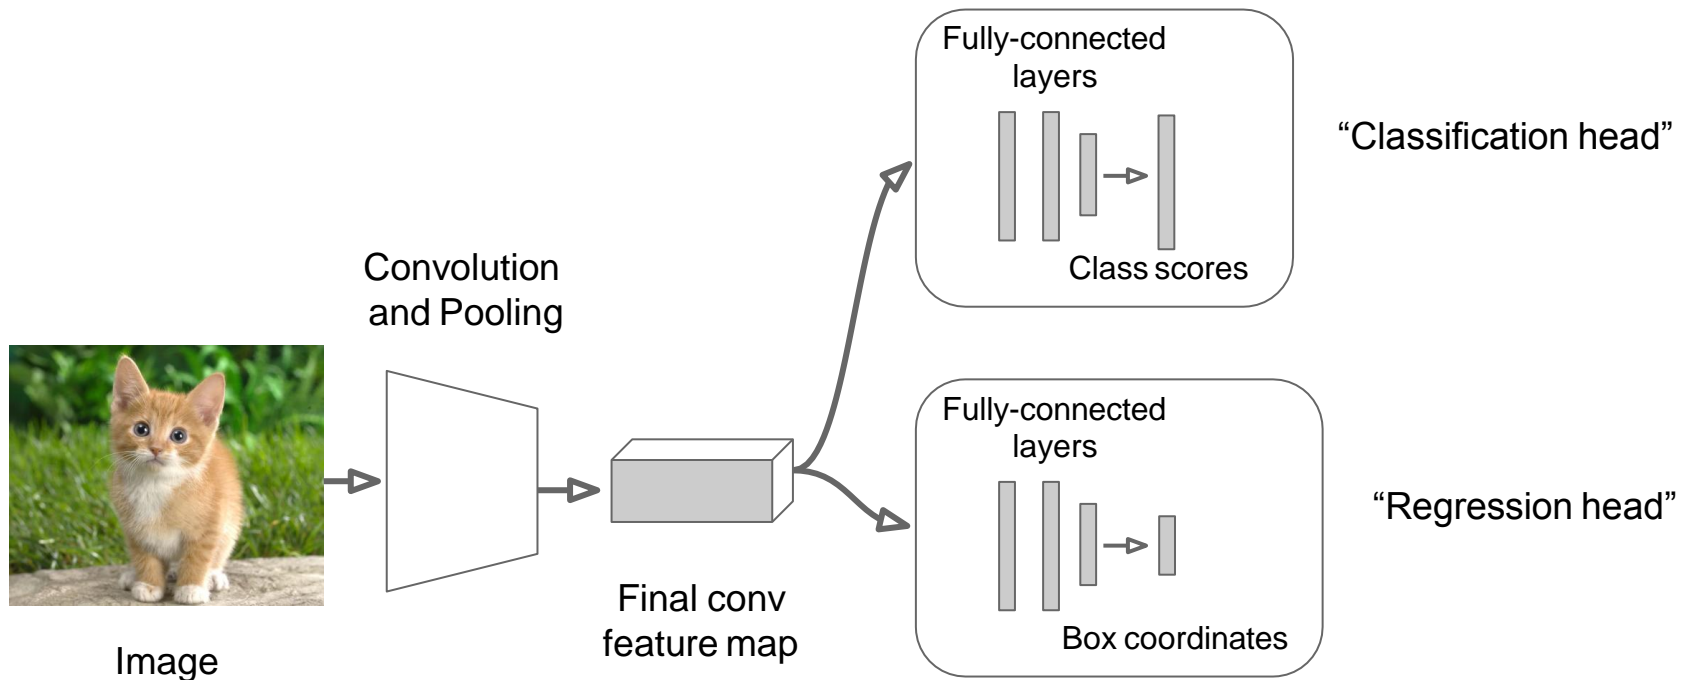 Fully-connected
layers
Class scores
“Classification head”
Convolution
and Pooling
Fully-connected
layers
Box coordinates
“Regression head”
Final conv
feature map
Image